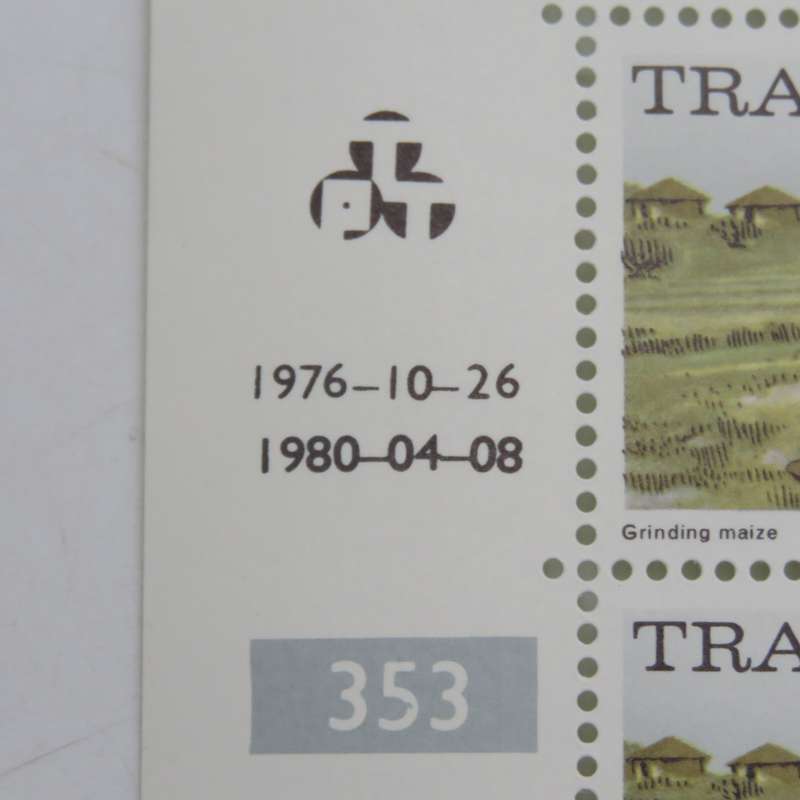 TRA
1976-10-26
1980-04-08
Grinding maize
353
TRA